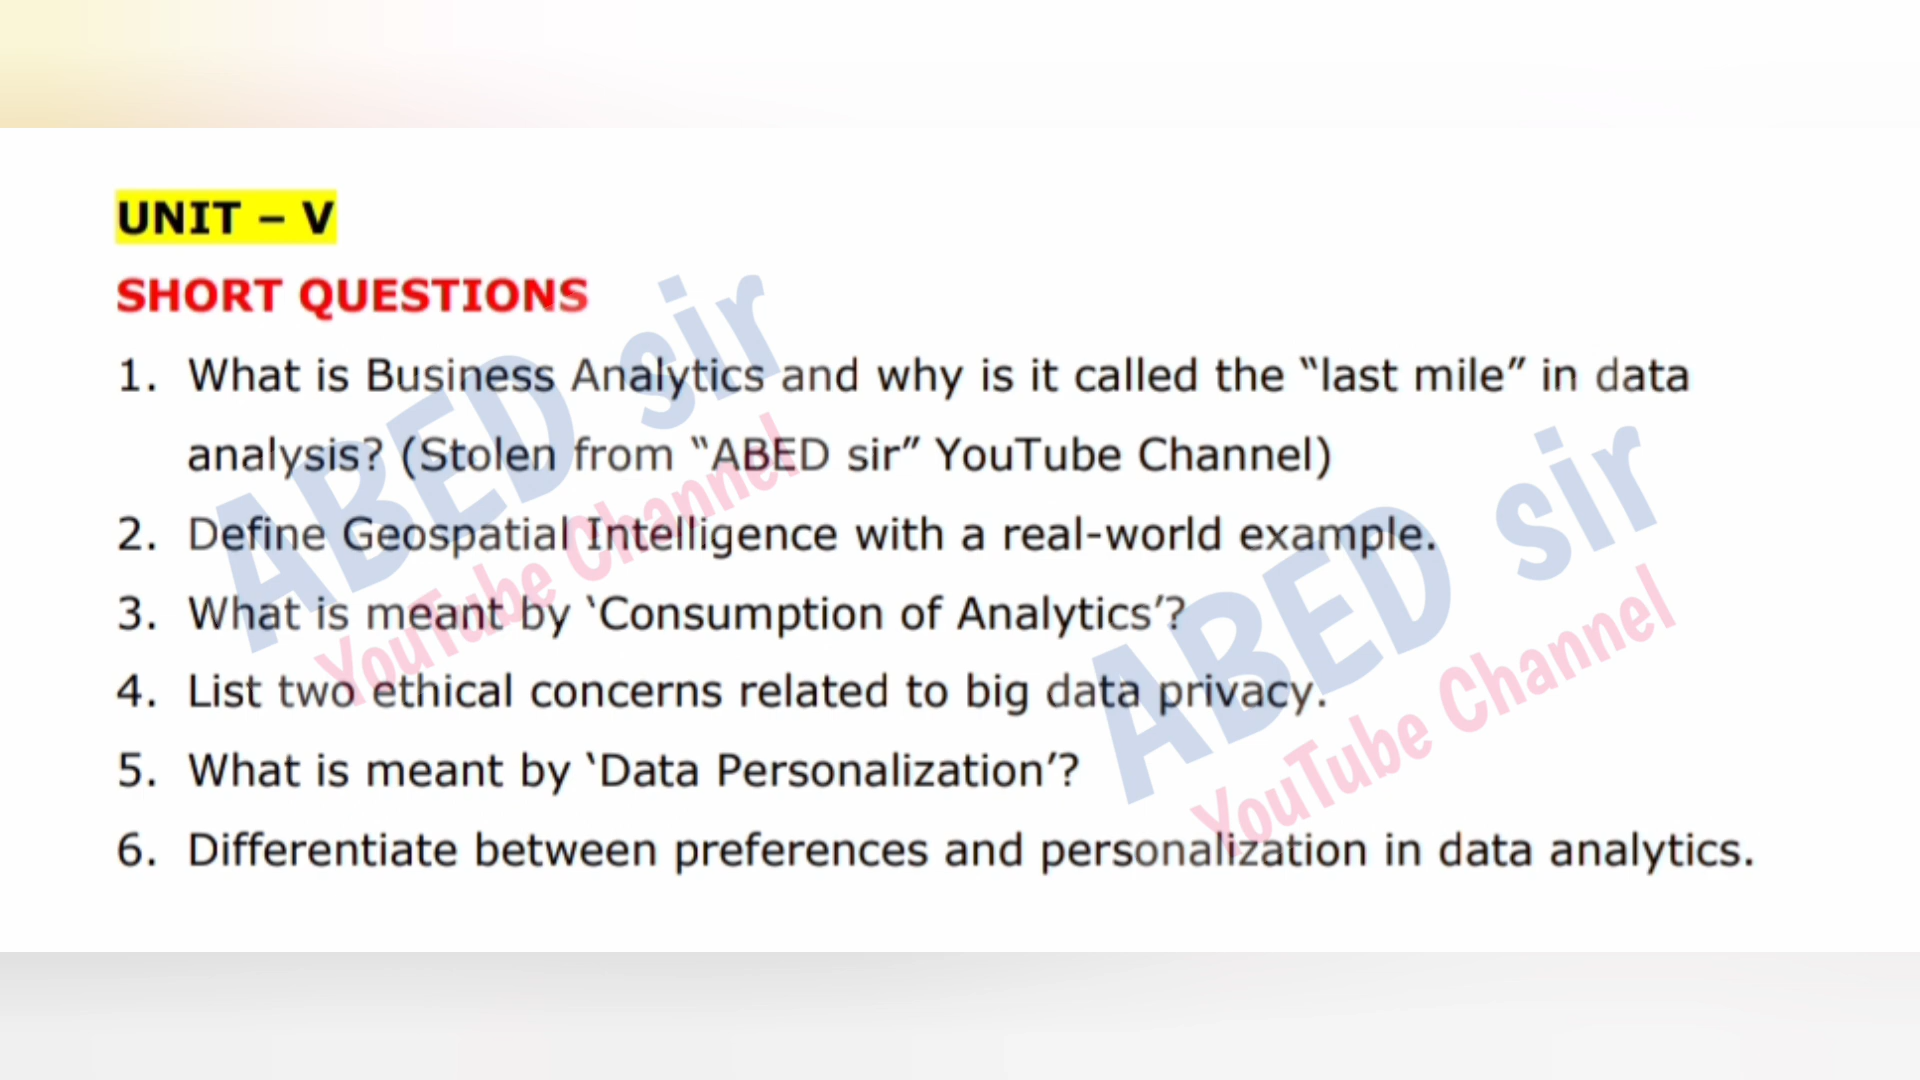 UNIT – V
SHORT QUESTIONS
1. What is Business Analytics and why is it called the “last mile” in data
analysis? (Stolen from “ABED sir” YouTube Channel)
2. Define Geospatial Intelligence with a real-world example.
3. What is meant by ‘Consumption of Analytics’?
4. List two ethical concerns related to big data privacy.
5. What is meant by ‘Data Personalization’?
6. Differentiate between preferences and personalization in data analytics.
ABED sir
YouTube Channel
ABED sir
YouTube Channel